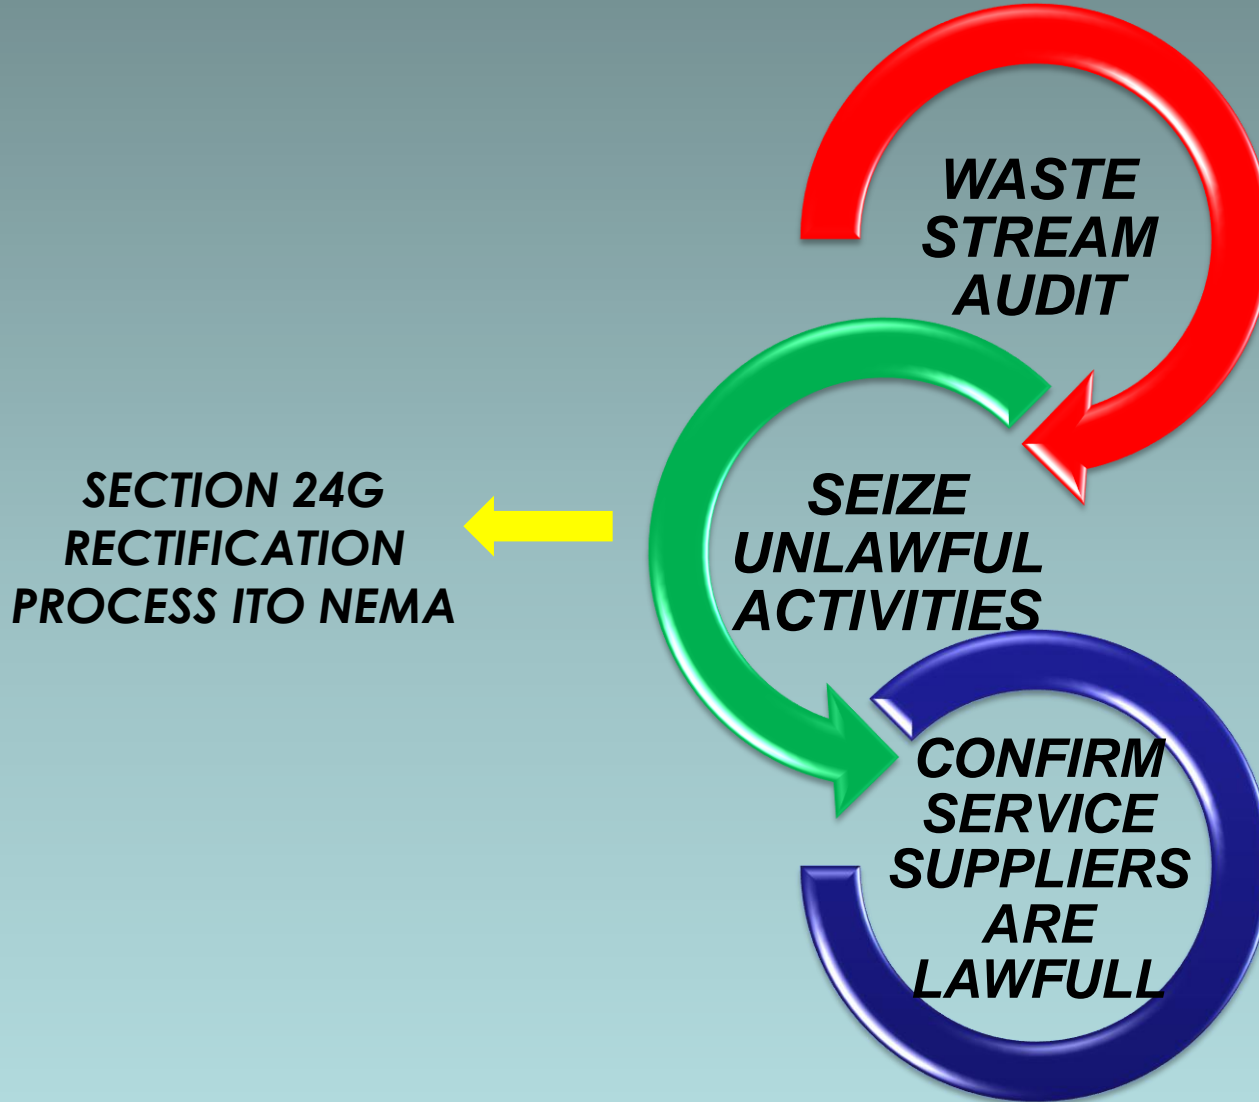 WASTE
STREAM
AUDIT
SECTION 24G
RECTIFICATION
PROCESS ITO NEMA
SEIZE
UNLAWFUL
ACTIVITIES
CONFIRM
SERVICE
SUPPLIERS
ARE
LAWFULL